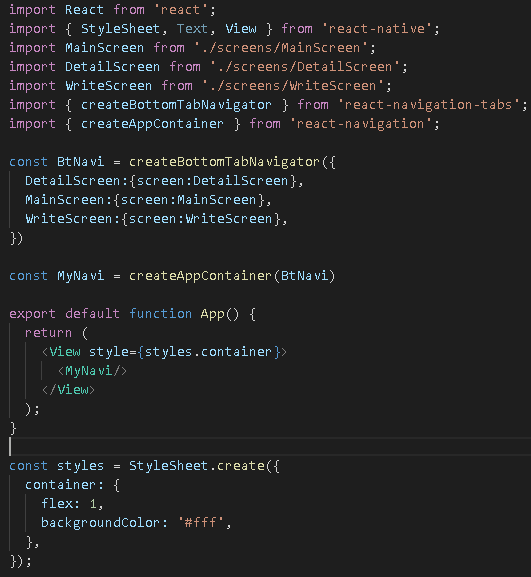 import React from 'react';
import { StyleSheet, Text, View } from 'react-native';
import MainScreen from './screens/MainScreen';
import DetailScreen from './screens/DetailScreen';
import WriteScreen from './screens/WriteScreen';
import { createBottomTabNavigator } from 'react-navigation-tabs';
import { createAppContainer } from 'react-navigation';

const BtNavi = createBottomTabNavigator({
  DetailScreen:{screen:DetailScreen},
  MainScreen:{screen:MainScreen},
  WriteScreen:{screen:WriteScreen},
})

const MyNavi = createAppContainer(BtNavi)

export default function App() {
  return (
    <View style={styles.container}>
      <MyNavi/>
    </View>
  );
}

const styles = StyleSheet.create({
  container: {
    flex: 1,
    backgroundColor: '#fff',
  },
});